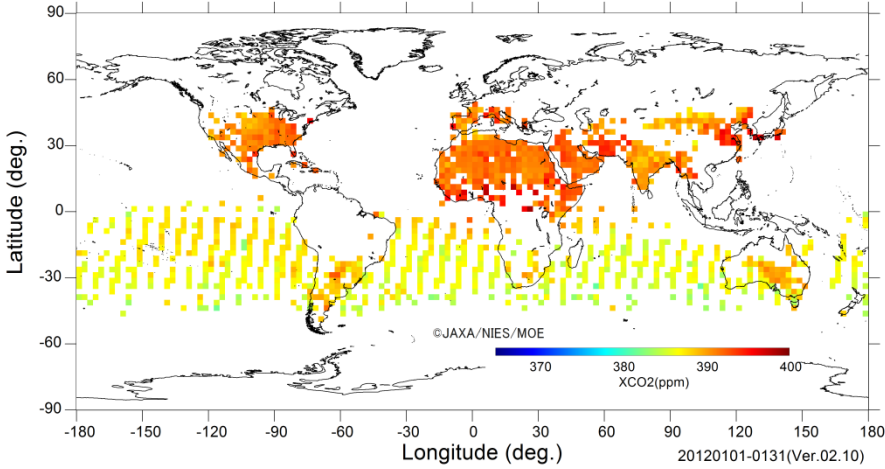 90
60
30
0
-30
-60
-90
Latitude (deg.)
©JAXA/NIES/MOE
370 380 390 400
XCO2(ppm)
-180 -150 -120 -90 -60 -30 0 30 60 90 120 150 180
Longitude (deg.)
20120101-0131(Ver.02.10)